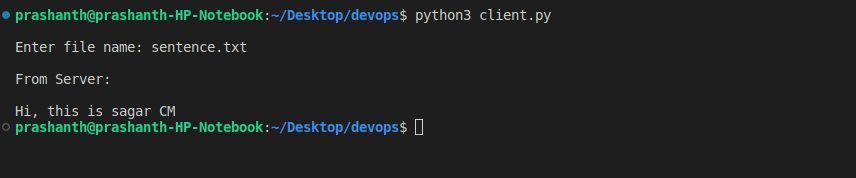 prashanth@prashanth-HP-Notebook:~/Desktop/devops$ python3 client.py
Enter file name: sentence.txt
From Server:
Hi, this is sagar CM
prashanth@prashanth-HP-Notebook:~/Desktop/devops$